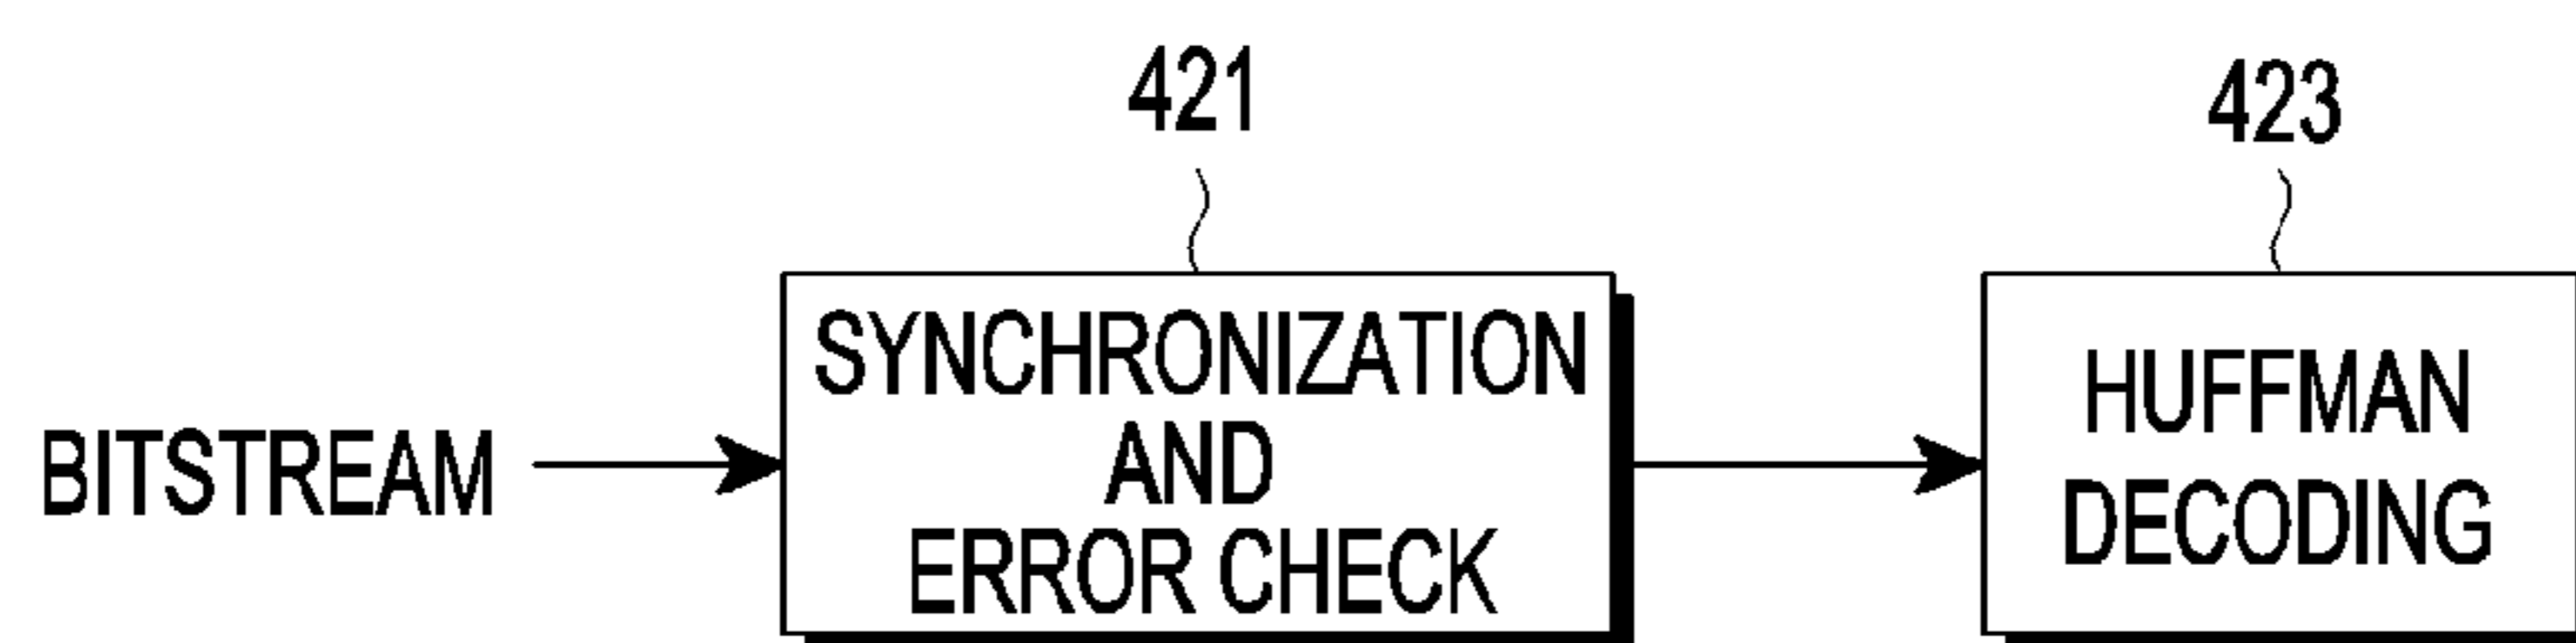 421
423
BITSTREAM
SYNCHRONIZATION
AND
ERROR CHECK
HUFFMAN
DECODING